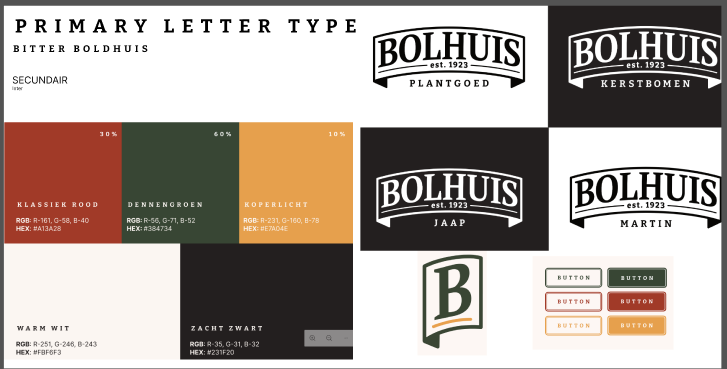 PRIMARY LETTER TYPE
BITTER BOLDHUIS
SECUNDAIR
Inter
30%
KLASSIEK ROOD
RGB: R-161, G-58, B-40
HEX: #A13A28
60%
DENNENGROEN
RGB: R-56, G-71, B-52
HEX: #384734
10%
KOPERLICHT
RGB: R-231, G-160, B-78
HEX: #E7A04E
WARM WIT
RGB: R-251, G-246, B-243
HEX: #FBF6F3
ZACHT ZWART
RGB: R-35, G-31, B-32
HEX: #231F20
BOLHUIS
est. 1923
PLANTGOED
BOLHUIS
est. 1923
KERSTBOMEN
BOLHUIS
est. 1923
JAAP
BOLHUIS
est. 1923
MARTIN
B
BUTTON BUTTON
BUTTON BUTTON
BUTTON BUTTON